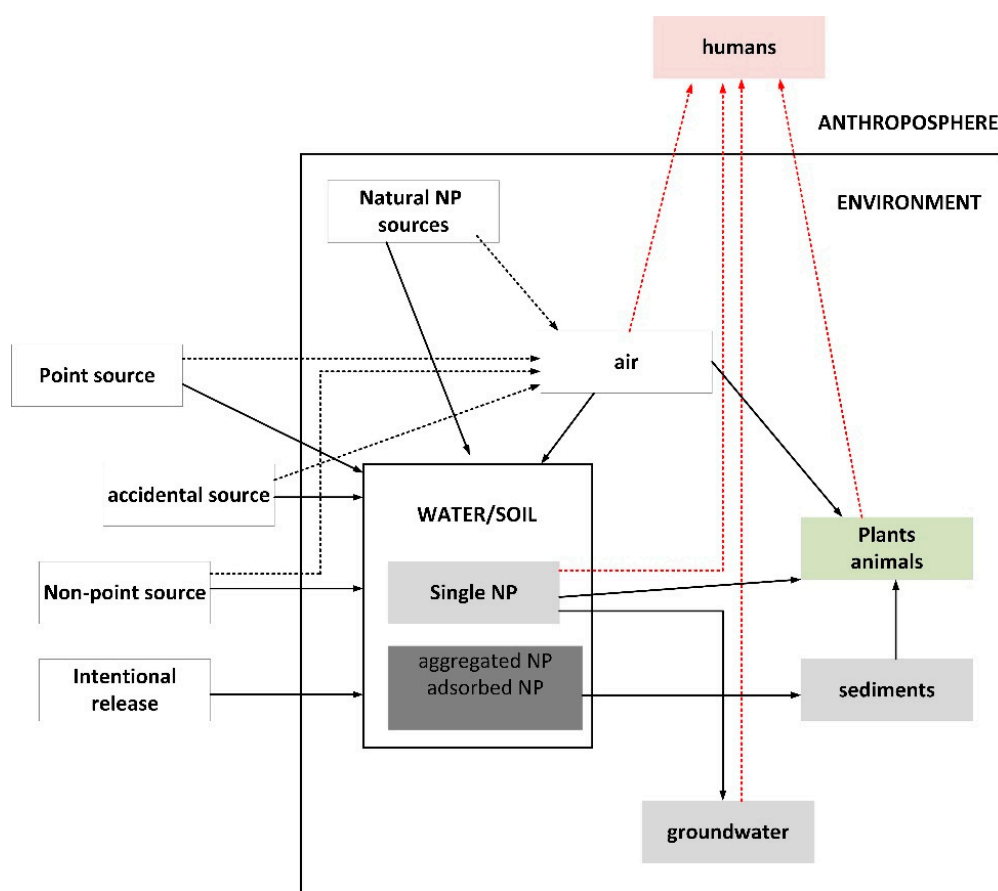 humans
ANTHROPOSPHERE
ENVIRONMENT
Natural NP
sources
air
Point source
accidental source
WATER/SOIL
Plants
animals
Non-point source
Single NP
aggregated NP
adsorbed NP
Intentional
release
sediments
groundwater